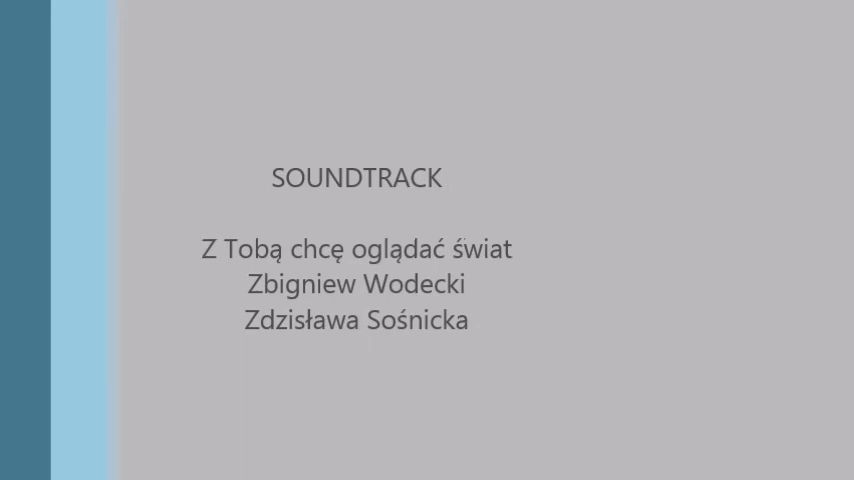 SOUNDTRACK
Z Tobą chcę oglądać świat
Zbigniew Wodecki
Zdzisława Sośnicka